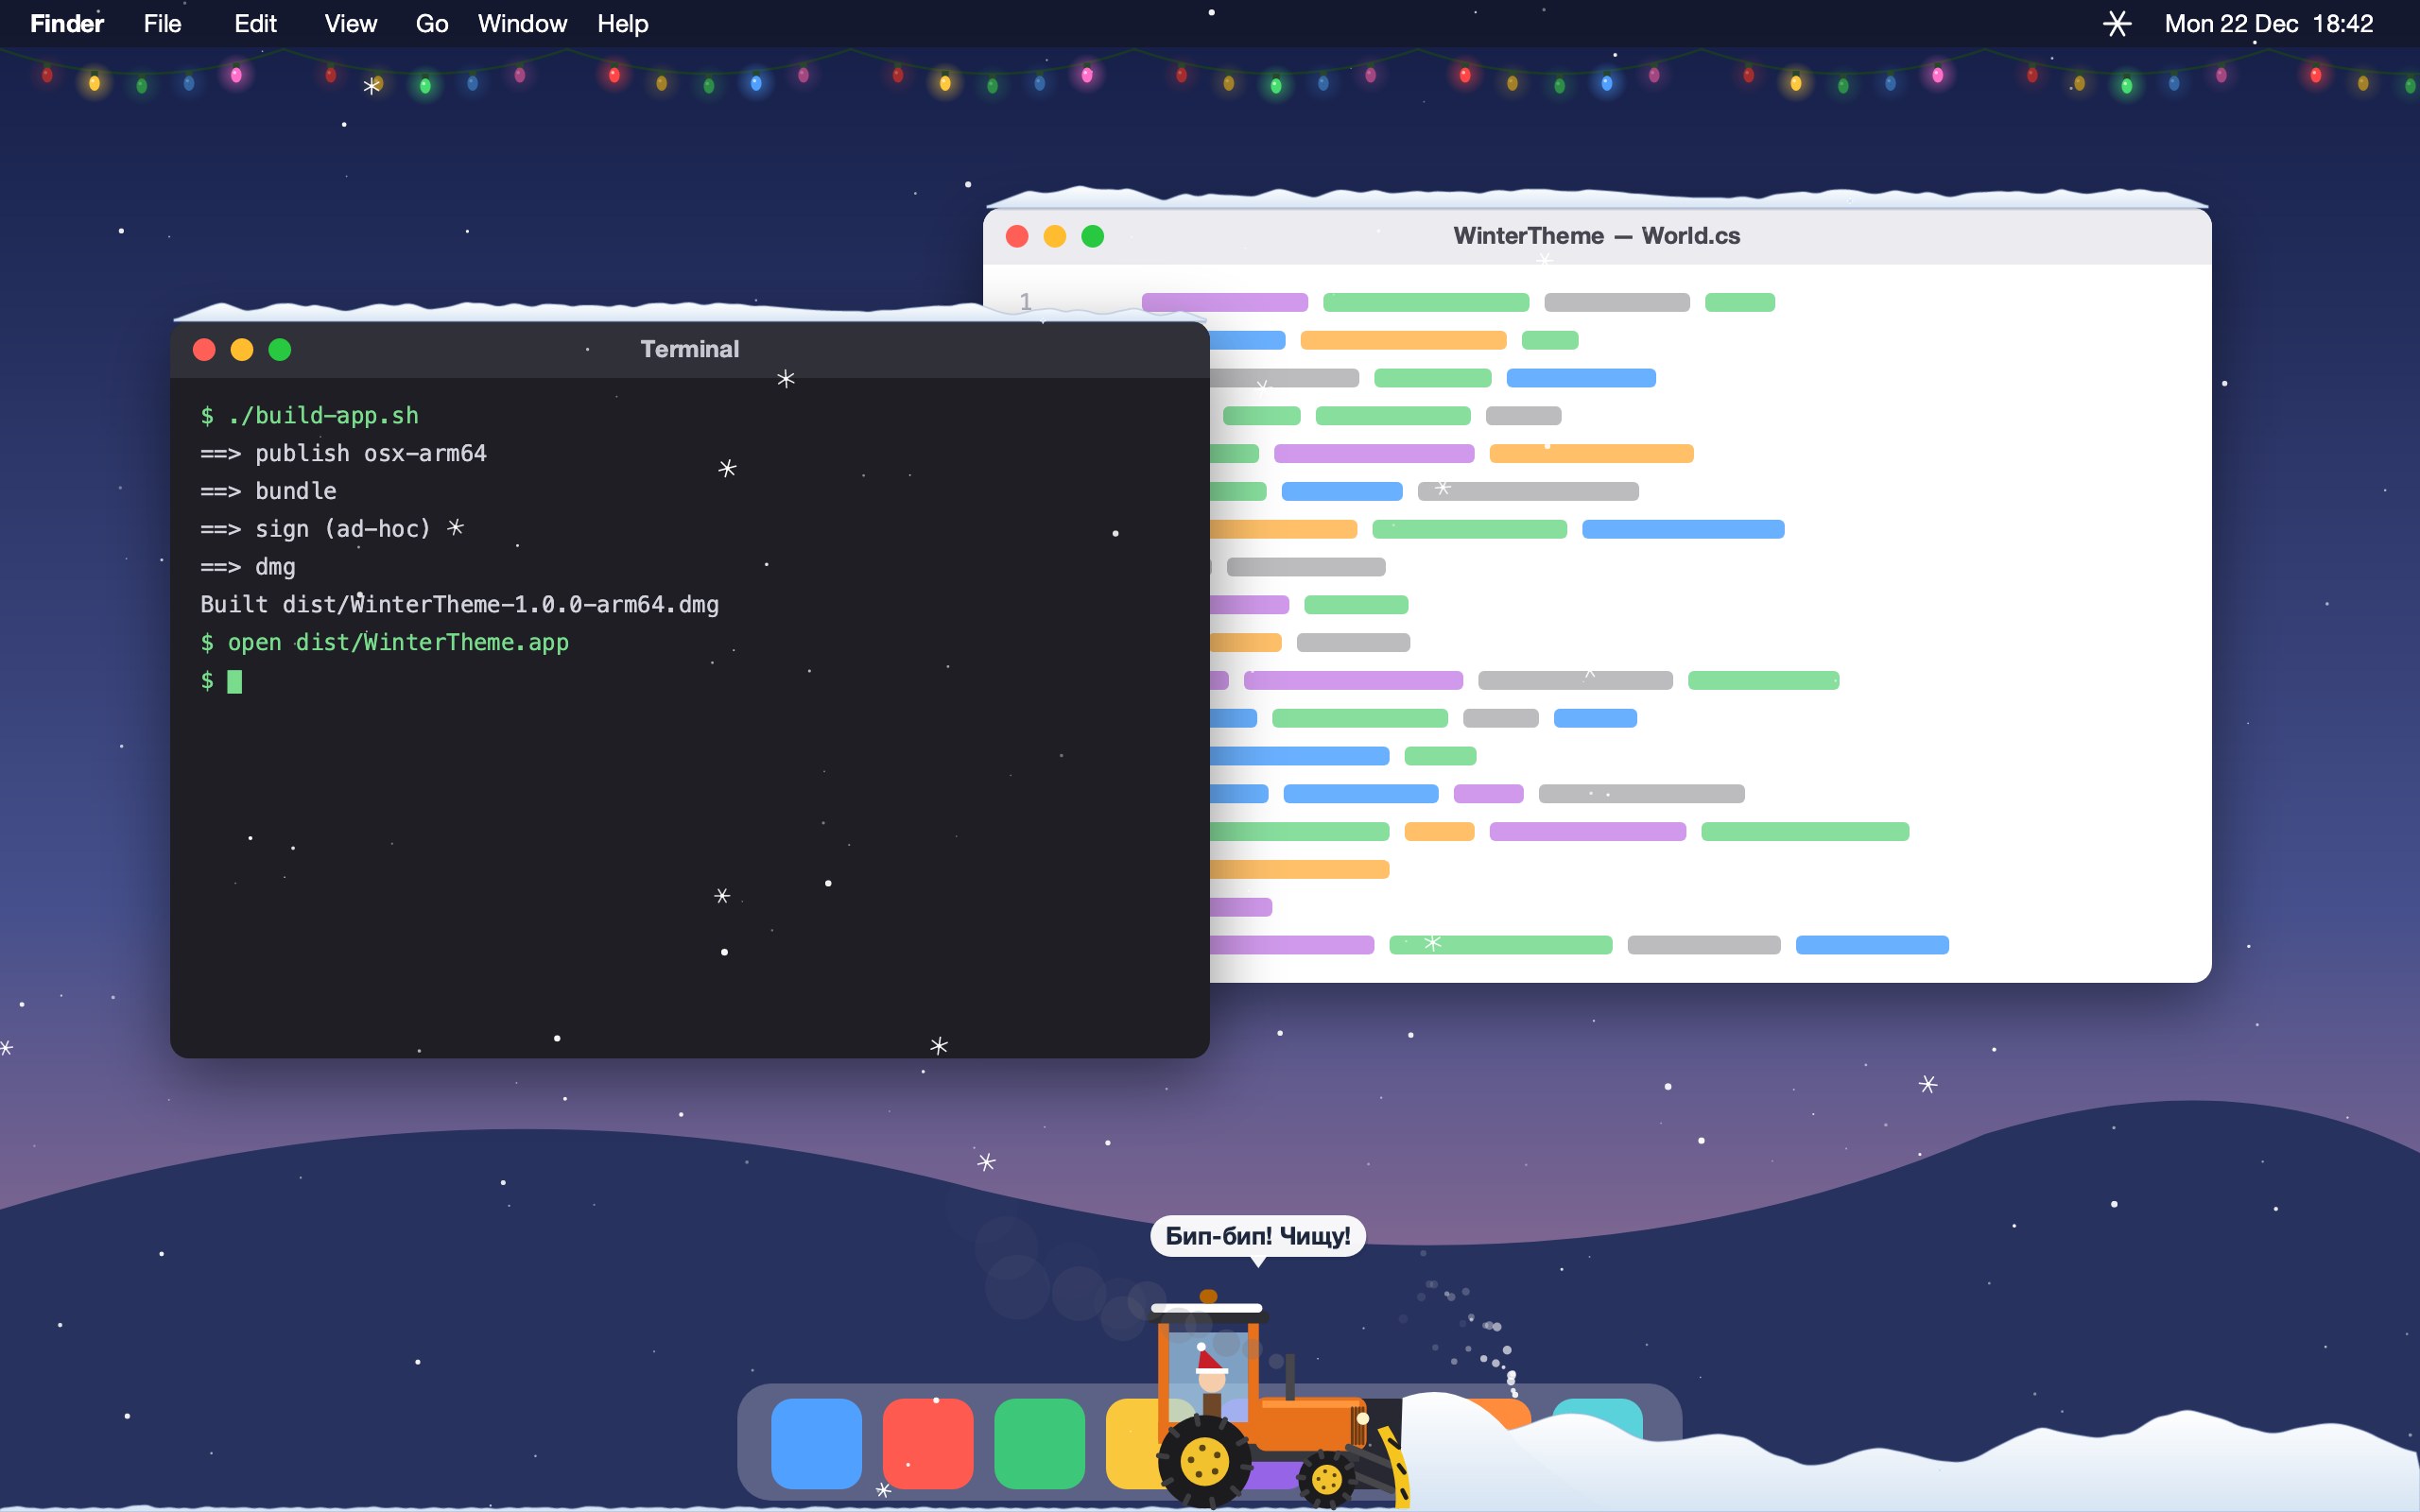 Finder File Edit View Go Window Help Mon 22 Dec 18:42
WinterTheme — World.cs
1
Terminal
$ ./build-app.sh
==> publish osx-arm64
==> bundle
==> sign (ad-hoc)
==> dmg
Built dist/WinterTheme-1.0.0-arm64.dmg
$ open dist/WinterTheme.app
$
Бип-бип! Чищу!